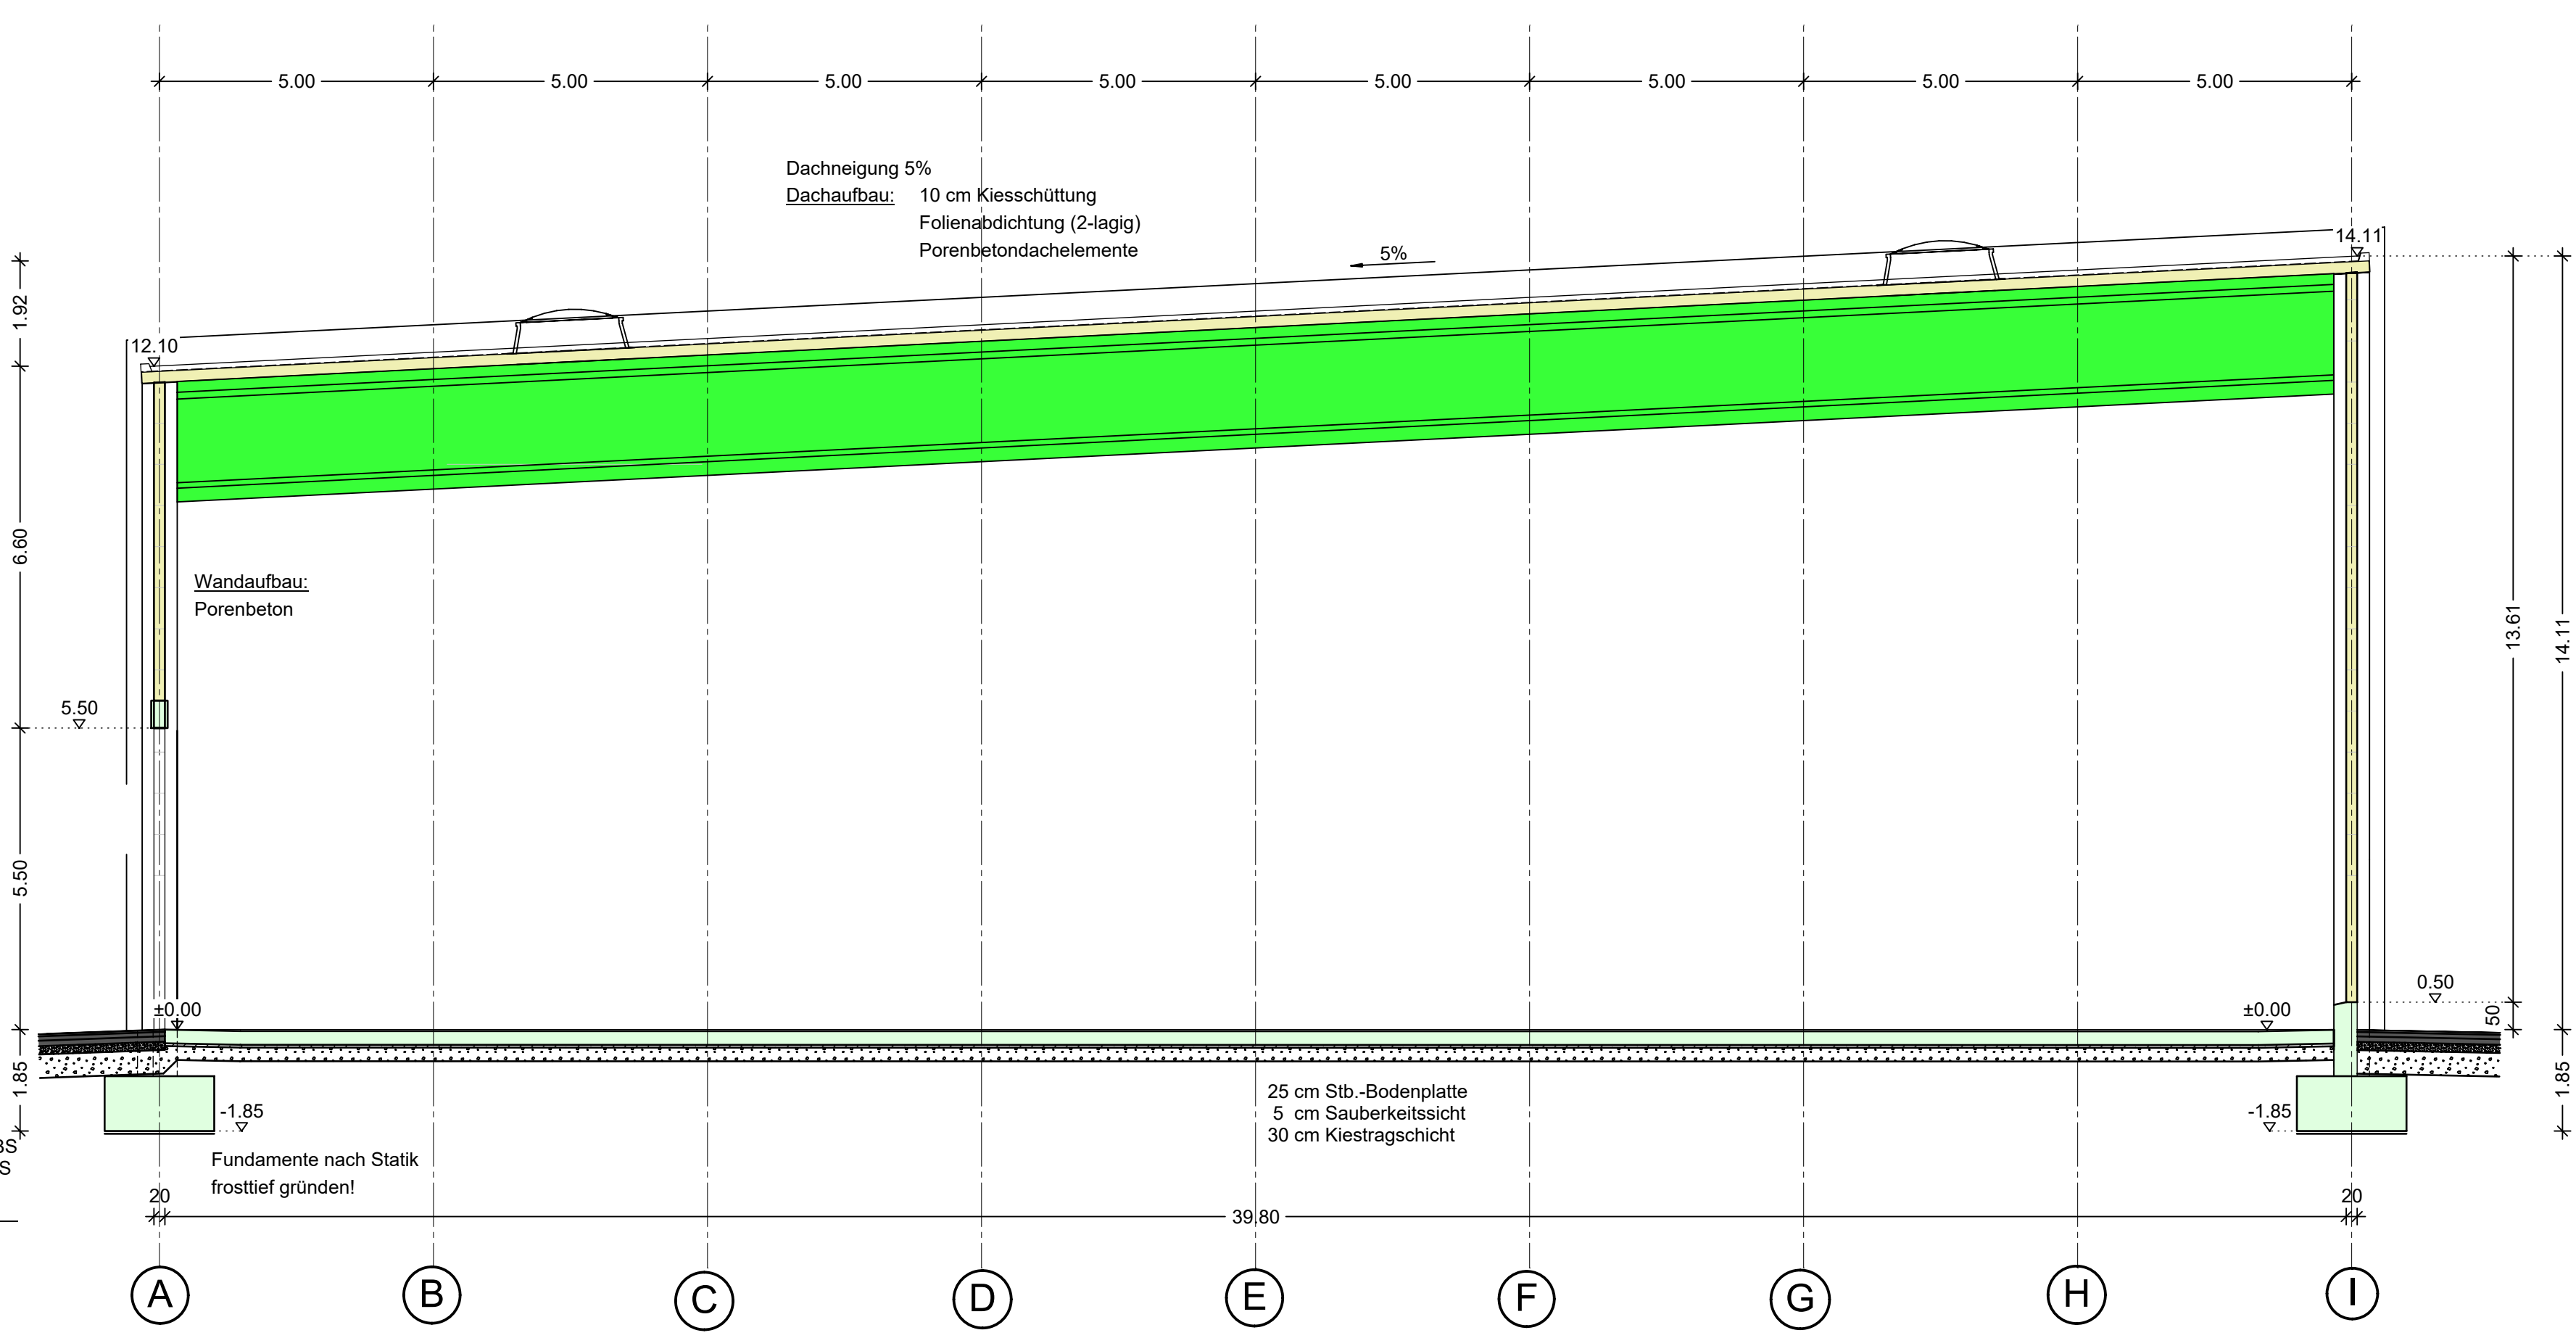 5.00 5.00 5.00 5.00 5.00 5.00 5.00 5.00
Dachneigung 5%
Dachaufbau: 10 cm Kiesschüttung
Folienabdichtung (2-lagig)
Porenbetondachelemente
5%
14.11
12.10
1.92
6.60
5.50
1.85
Wandaufbau:
Porenbeton
5.50
13.61
14.11
0.50
50
1.85
±0.00
±0.00
25 cm Stb.-Bodenplatte
5 cm Sauberkeitssicht
30 cm Kiestragschicht
-1.85
-1.85
Fundamente nach Statik
frosttief gründen!
20
39.80
20
A B C D E F G H I